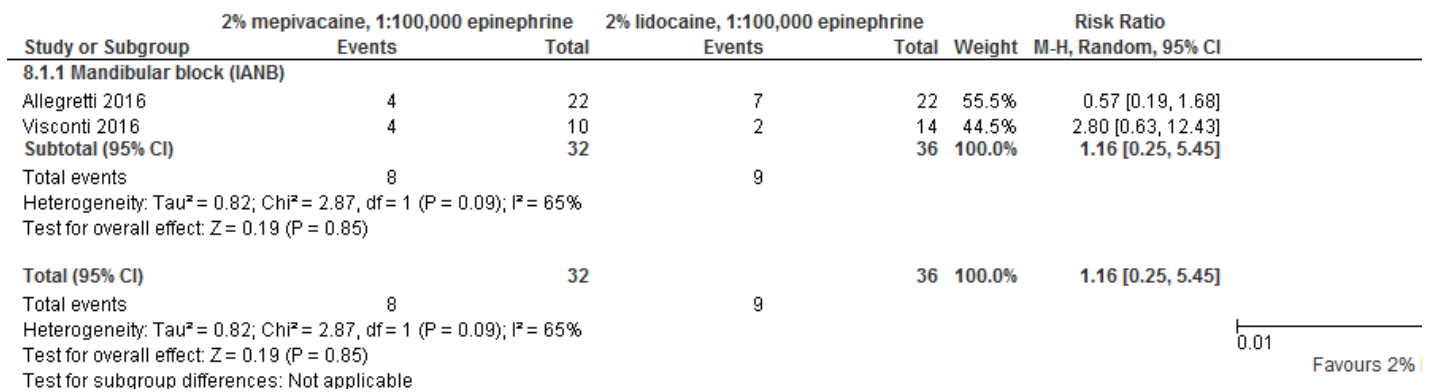 2% mepivacaine, 1:100,000 epinephrine 2% lidocaine, 1:100,000 epinephrine Risk Ratio
Study or Subgroup Events Total Events Total Weight M-H, Random, 95% CI
8.1.1 Mandibular block (IANB)
Allegretti 2016 4 22 7 22 55.5% 0.57 [0.19, 1.68]
Visconti 2016 4 10 2 14 44.5% 2.80 [0.63, 12.43]
Subtotal (95% CI) 32 36 100.0% 1.16 [0.25, 5.45]
Total events 8 9
Heterogeneity: Tau² = 0.82; Chi² = 2.87, df = 1 (P = 0.09); I² = 65%
Test for overall effect: Z = 0.19 (P = 0.85)
Total (95% CI) 32 36 100.0% 1.16 [0.25, 5.45]
Total events 8 9
Heterogeneity: Tau² = 0.82; Chi² = 2.87, df = 1 (P = 0.09); I² = 65%
0.01
Test for overall effect: Z = 0.19 (P = 0.85)
Favours 2%
Test for subgroup differences: Not applicable